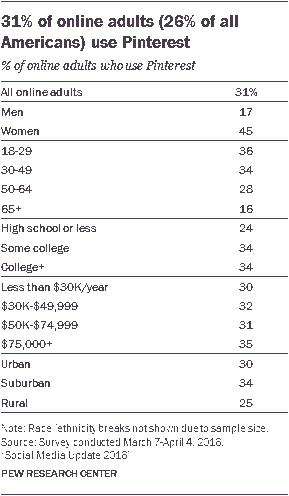 31% of online adults (26% of all
Americans) use Pinterest
% of online adults who use Pinterest
All online adults 31%
Men 17
Women 45
18-29 36
30-49 34
50-64 28
65+ 16
High school or less 24
Some college 34
College+ 34
Less than $30K/year 30
$30K-$49,999 32
$50K-$74,999 31
$75,000+ 35
Urban 30
Suburban 34
Rural 25
Note: Race/ethnicity breaks not shown due to sample size.
Source: Survey conducted March 7-April 4, 2016.
"Social Media Update 2016"
PEW RESEARCH CENTER